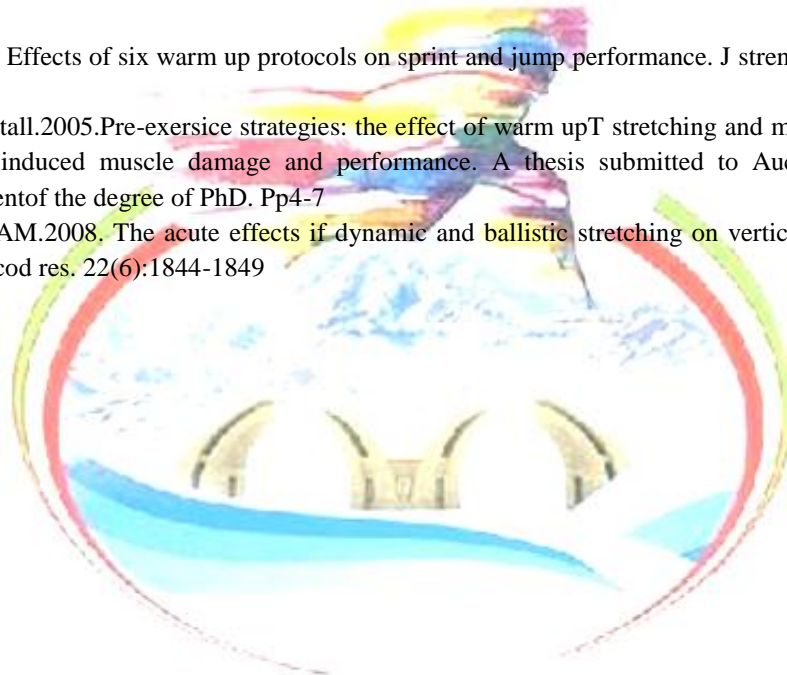 Effects of six warm up protocols on sprint and jump performance. J stren
tall.2005.Pre-exersice strategies: the effect of warm upT stretching and m
induced muscle damage and performance. A thesis submitted to Auc
entof the degree of PhD. Pp4-7
AM.2008. The acute effects if dynamic and ballistic stretching on vertic
cod res. 22(6):1844-1849